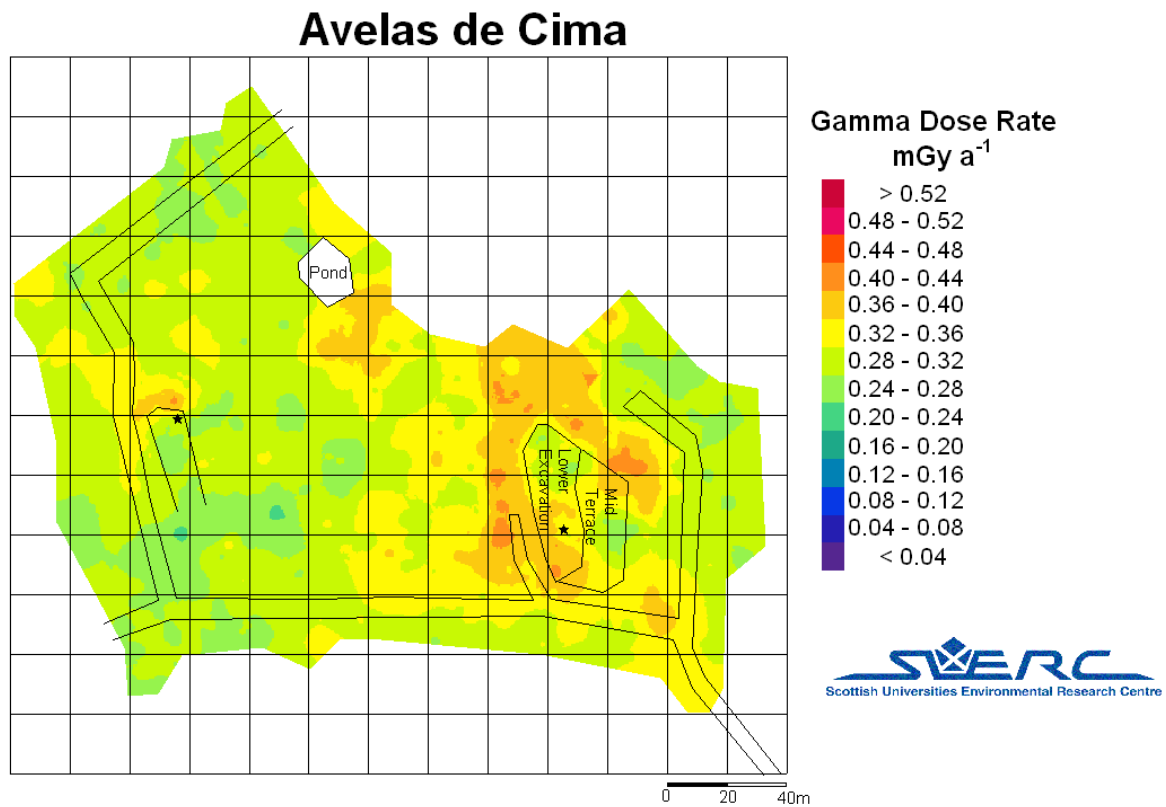 Avelas de Cima
Gamma Dose Rate
mGy a⁻¹
> 0.52
0.48 - 0.52
0.44 - 0.48
0.40 - 0.44
0.36 - 0.40
0.32 - 0.36
0.28 - 0.32
0.24 - 0.28
0.20 - 0.24
0.16 - 0.20
0.12 - 0.16
0.08 - 0.12
0.04 - 0.08
< 0.04
Pond
Lower
Excavation
Mid
Terrace
SUERC
Scottish Universities Environmental Research Centre
0 20 40m